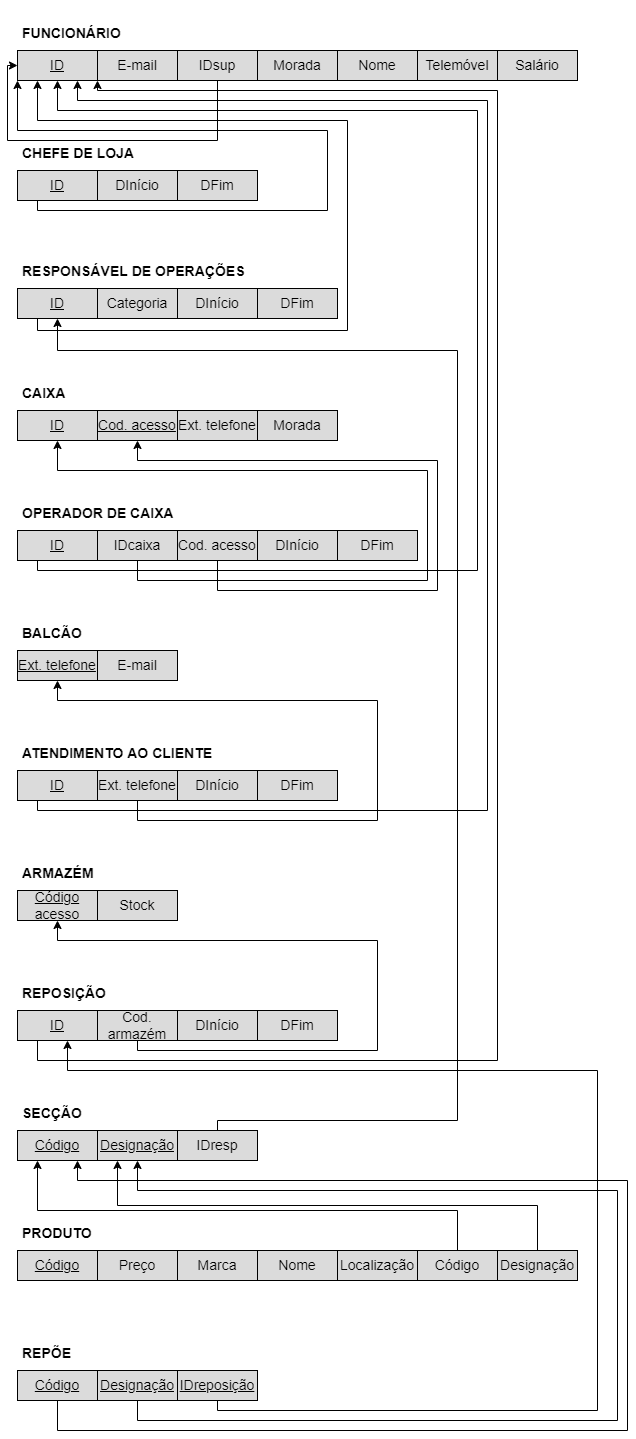 FUNCIONÁRIO
ID E-mail IDsup Morada Nome Telemóvel Salário
CHEFE DE LOJA
ID DInício DFim
RESPONSÁVEL DE OPERAÇÕES
ID Categoria DInício DFim
CAIXA
ID Cod. acesso Ext. telefone Morada
OPERADOR DE CAIXA
ID IDcaixa Cod. acesso DInício DFim
BALCÃO
Ext. telefone E-mail
ATENDIMENTO AO CLIENTE
ID Ext. telefone DInício DFim
ARMAZÉM
Código acesso Stock
REPOSIÇÃO
ID Cod. armazém DInício DFim
SECÇÃO
Código Designação IDresp
PRODUTO
Código Preço Marca Nome Localização Código Designação
REPÕE
Código Designação IDreposição